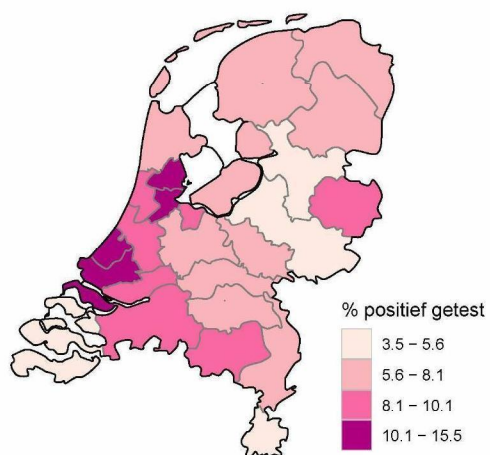 % positief getest
3.5 – 5.6
5.6 – 8.1
8.1 – 10.1
10.1 – 15.5